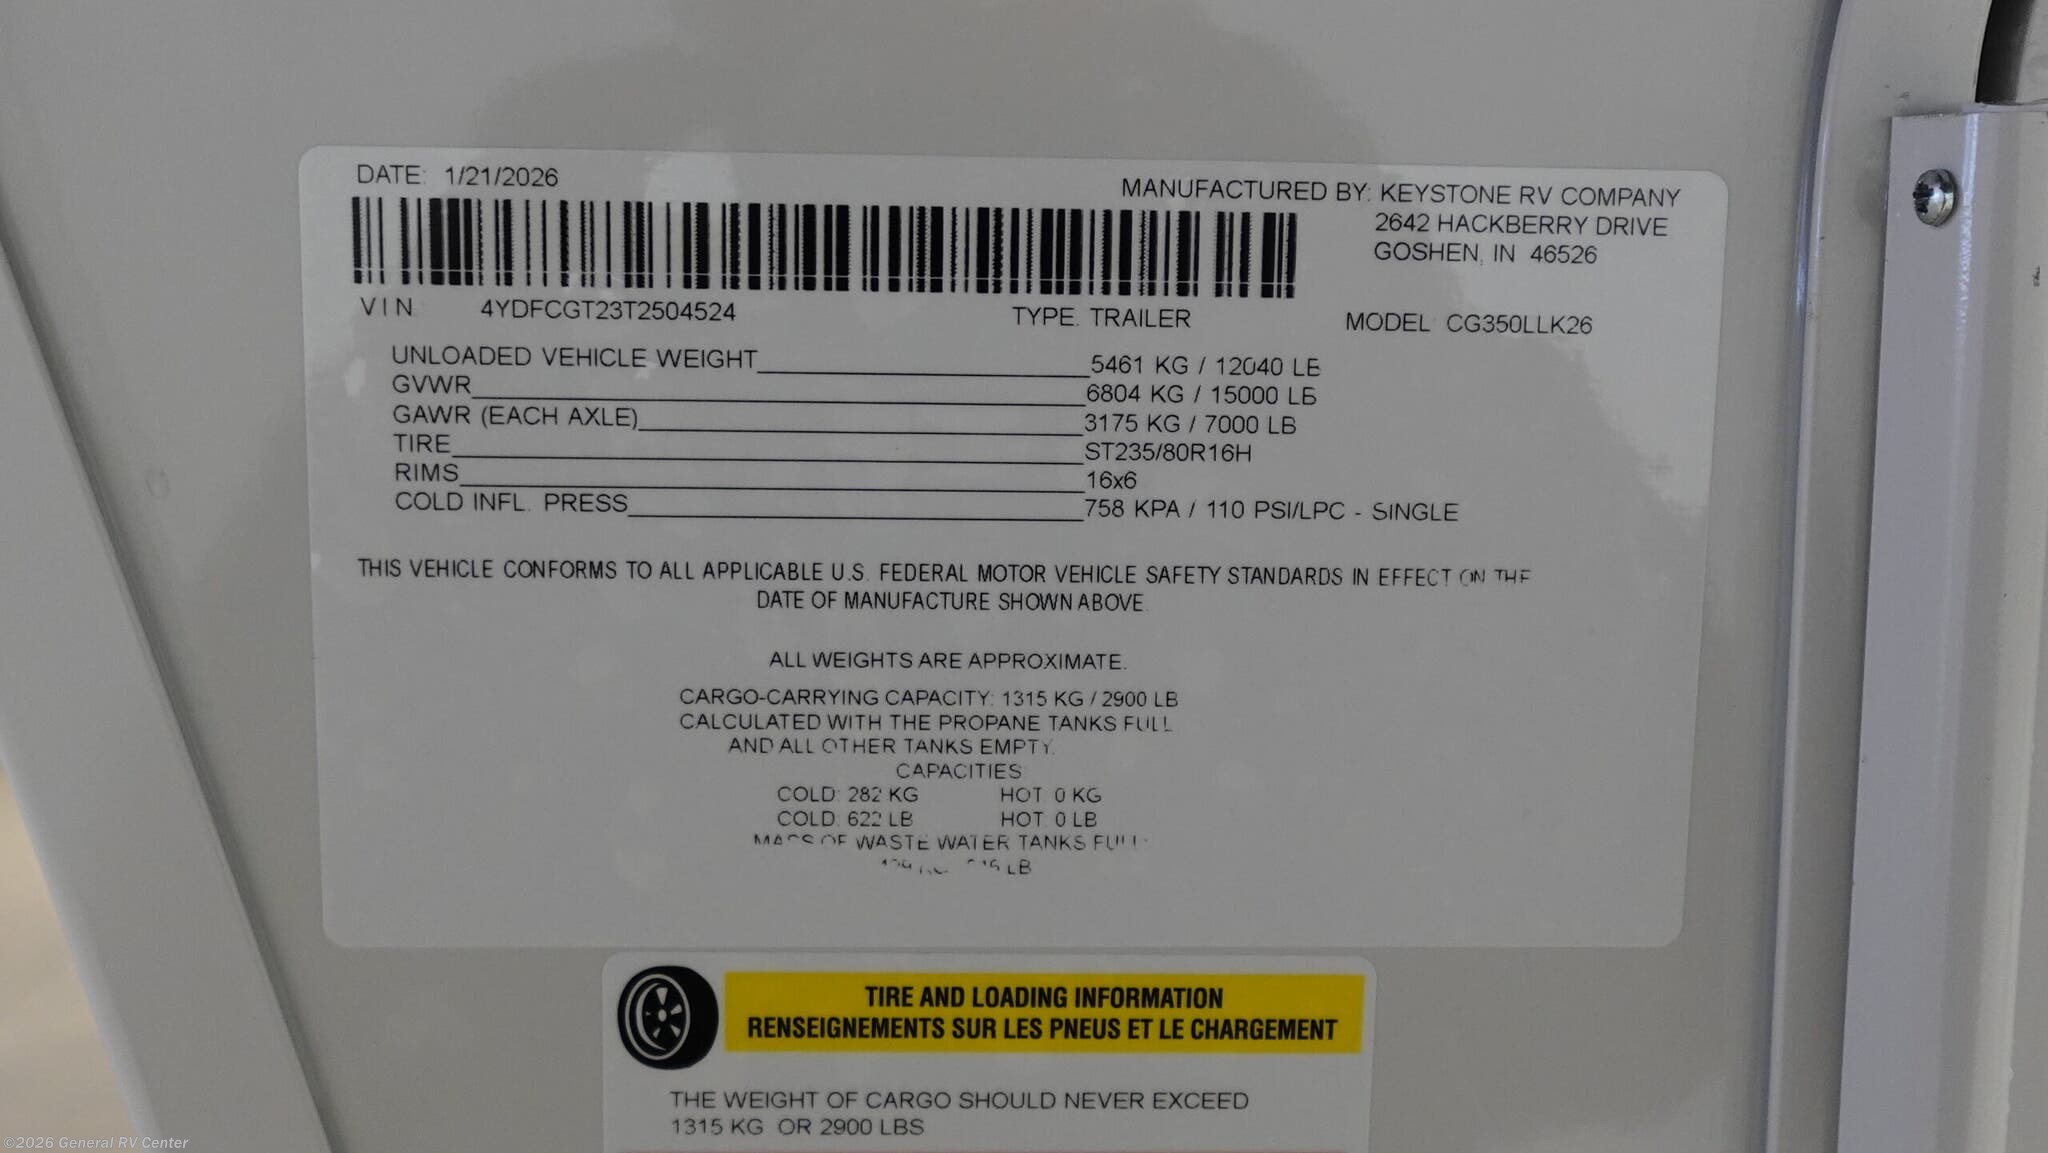 DATE: 1/21/2026
MANUFACTURED BY: KEYSTONE RV COMPANY
2642 HACKBERRY DRIVE
GOSHEN, IN 46526
VIN 4YDFCGT23T2504524 TYPE. TRAILER MODEL CG350LLK26
UNLOADED VEHICLE WEIGHT 5461 KG / 12040 LB
GVWR 6804 KG / 15000 LB
GAWR (EACH AXLE) 3175 KG / 7000 LB
TIRE ST235/80R16H
RIMS 16x6
COLD INFL. PRESS 758 KPA / 110 PSI/LPC - SINGLE
THIS VEHICLE CONFORMS TO ALL APPLICABLE U.S. FEDERAL MOTOR VEHICLE SAFETY STANDARDS IN EFFECT ON THE
DATE OF MANUFACTURE SHOWN ABOVE
ALL WEIGHTS ARE APPROXIMATE.
CARGO-CARRYING CAPACITY: 1315 KG / 2900 LB
CALCULATED WITH THE PROPANE TANKS FULL
AND ALL OTHER TANKS EMPTY.
CAPACITIES
COLD: 282 KG HOT. 0 KG
COLD. 622 LB HOT. 0 LB
MASS OF WASTE WATER TANKS FULL:
LB
TIRE AND LOADING INFORMATION
RENSEIGNEMENTS SUR LES PNEUS ET LE CHARGEMENT
THE WEIGHT OF CARGO SHOULD NEVER EXCEED
1315 KG OR 2900 LBS
©2026 General RV Center